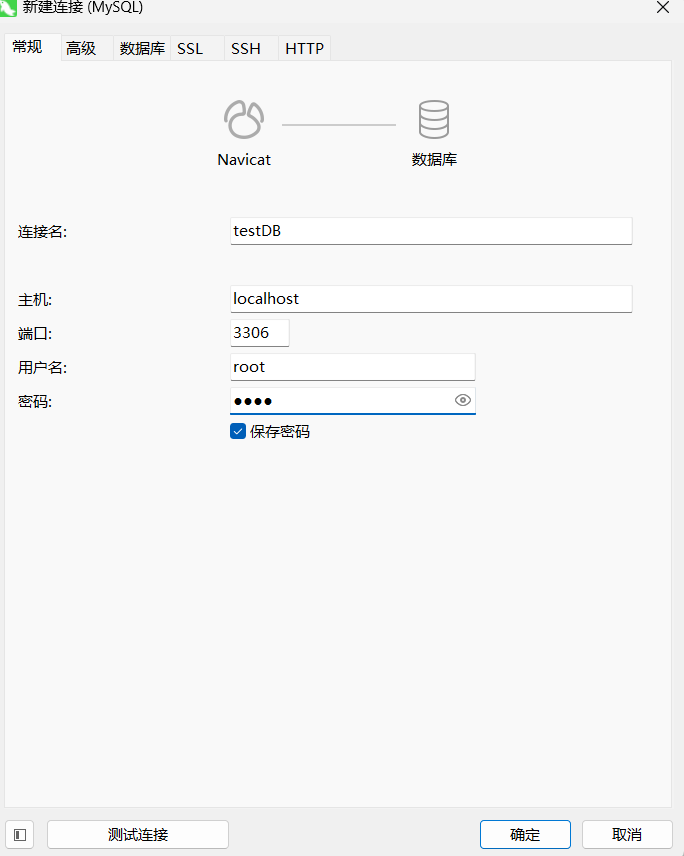 新建连接 (MySQL)
常规 高级 数据库 SSL SSH HTTP
Navicat 数据库
连接名: testDB
主机: localhost
端口: 3306
用户名: root
密码: ●●●●
保存密码
测试连接 确定 取消